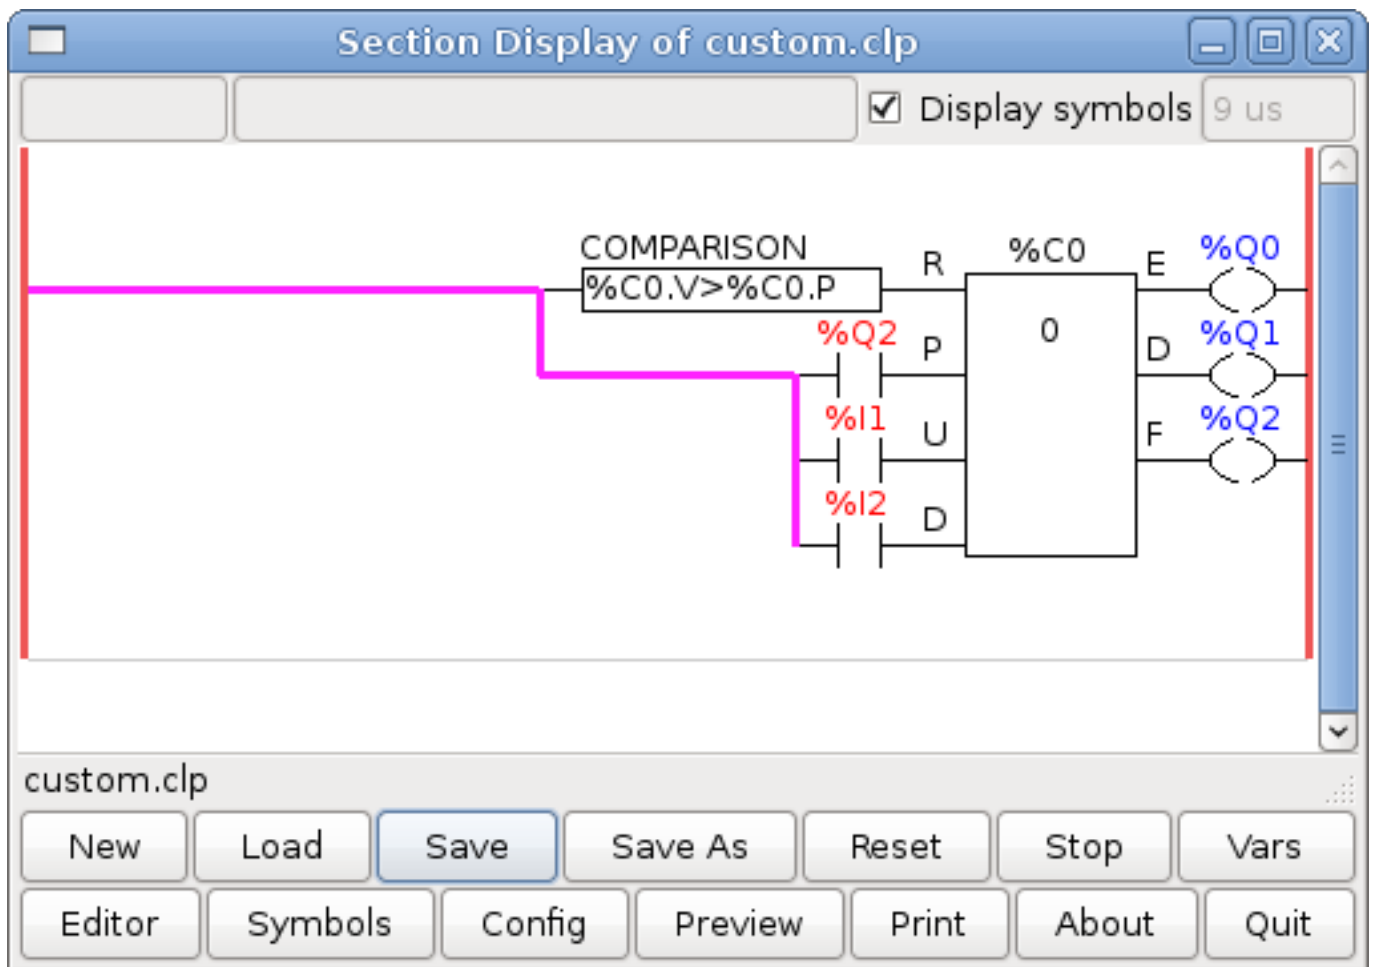 Section Display of custom.clp
Display symbols 9 us
COMPARISON R %C0 E %Q0
%C0.V>%C0.P
%Q2 P 0 D %Q1
%I1 U F %Q2
%I2 D
custom.clp
New Load Save Save As Reset Stop Vars
Editor Symbols Config Preview Print About Quit